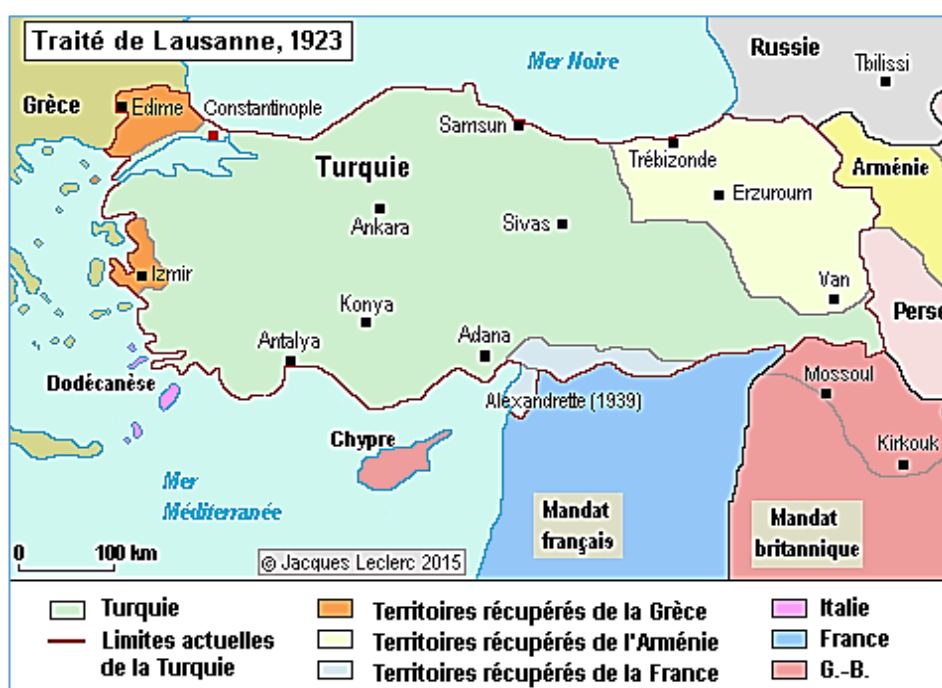 Traité de Lausanne, 1923
Russie
Tbilissi
Mer Noire
Grèce
Edime
Constantinople
Samsun
Trébizonde
Arménie
Turquie
Erzuroum
Ankara
Sivas
Izmir
Van
Konya
Perse
Antalya
Adana
Dodécanèse
Mossoul
Alexandrette (1939)
Chypre
Kirkouk
Mer
Méditerranée
Mandat
français
Mandat
britannique
0 100 km
© Jacques Leclerc 2015
Turquie
Limites actuelles
de la Turquie
Territoires récupérés de la Grèce
Territoires récupérés de l'Arménie
Territoires récupérés de la France
Italie
France
G.-B.